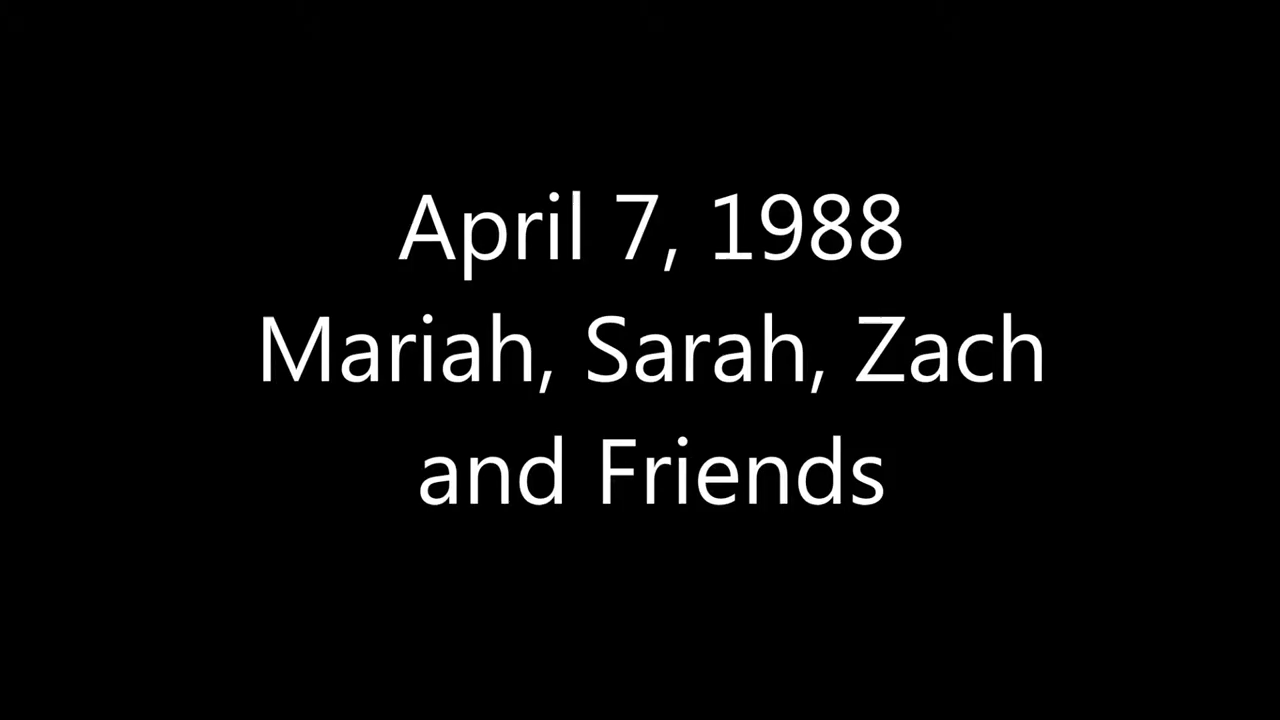 April 7, 1988
Mariah, Sarah, Zach
and Friends